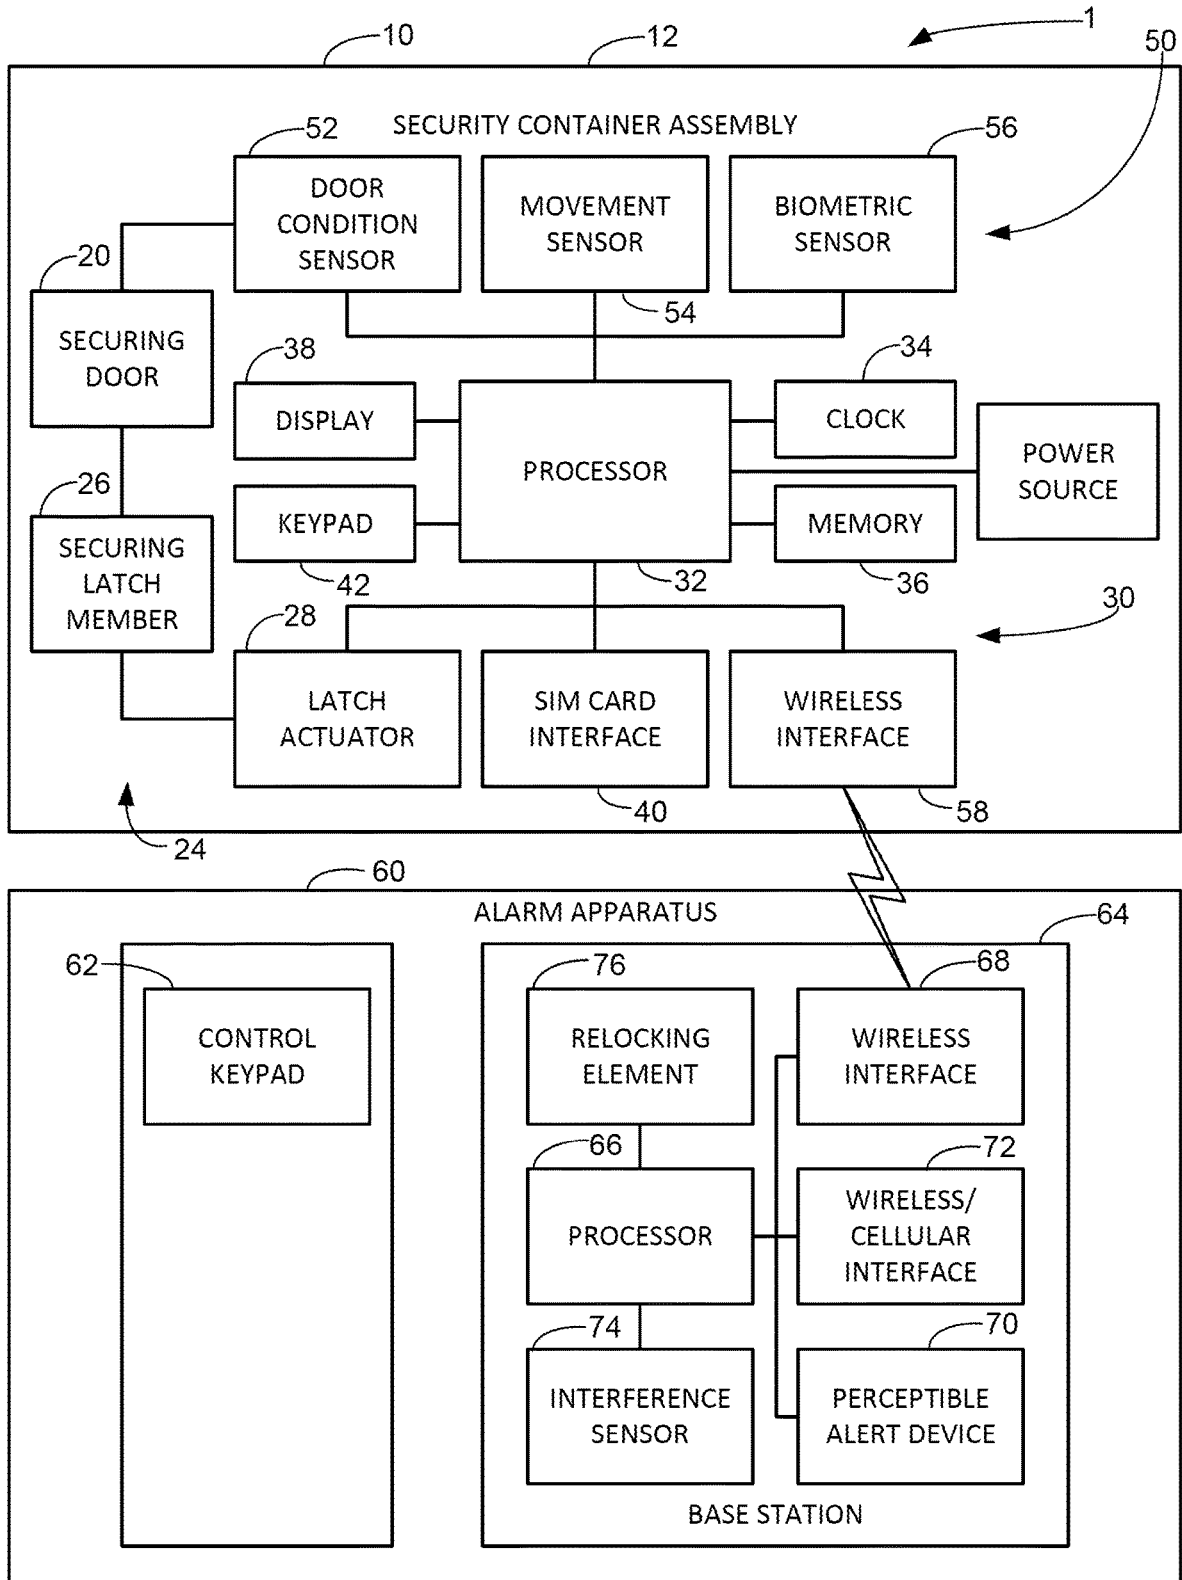 10
12
1
50
SECURITY CONTAINER ASSEMBLY
52
56
DOOR
CONDITION
SENSOR
MOVEMENT
SENSOR
BIOMETRIC
SENSOR
20
54
SECURING
DOOR
38
34
DISPLAY
PROCESSOR
CLOCK
POWER
SOURCE
26
KEYPAD
MEMORY
SECURING
LATCH
MEMBER
42
32
36
30
28
LATCH
ACTUATOR
SIM CARD
INTERFACE
WIRELESS
INTERFACE
40
58
24
60
ALARM APPARATUS
64
62
76
68
CONTROL
KEYPAD
RELOCKING
ELEMENT
WIRELESS
INTERFACE
66
72
PROCESSOR
WIRELESS/
CELLULAR
INTERFACE
74
70
INTERFERENCE
SENSOR
PERCEPTIBLE
ALERT DEVICE
BASE STATION